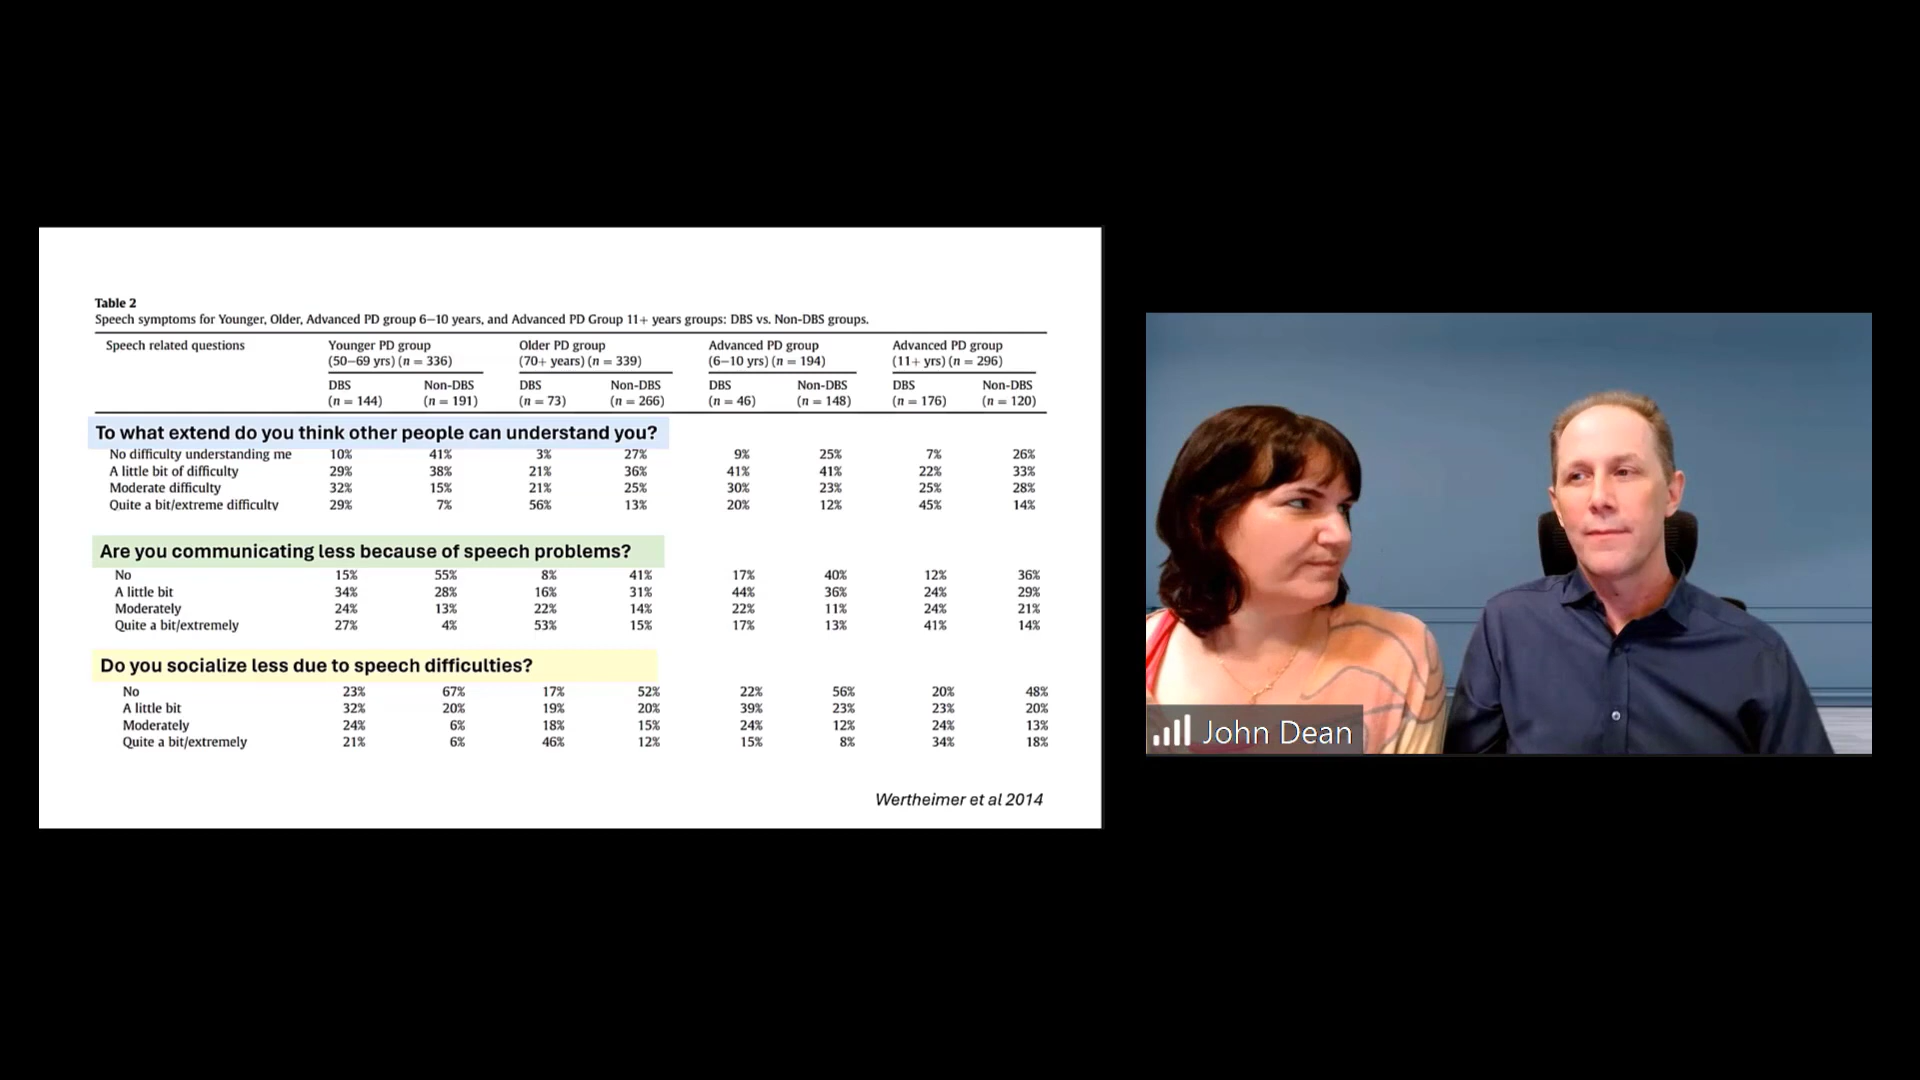 Table 2
Speech symptoms for Younger, Older, Advanced PD group 6–10 years, and Advanced PD Group 11+ years groups: DBS vs. Non-DBS groups.
Speech related questions Younger PD group Older PD group Advanced PD group Advanced PD group
(50–69 yrs) (n = 336) (70+ years) (n = 339) (6–10 yrs) (n = 194) (11+ yrs) (n = 296)
DBS Non-DBS DBS Non-DBS DBS Non-DBS DBS Non-DBS
(n = 144) (n = 191) (n = 73) (n = 266) (n = 46) (n = 148) (n = 176) (n = 120)
To what extend do you think other people can understand you?
No difficulty understanding me 10% 41% 3% 27% 9% 25% 7% 26%
A little bit of difficulty 29% 38% 21% 36% 41% 41% 22% 33%
Moderate difficulty 32% 15% 21% 25% 30% 23% 25% 28%
Quite a bit/extreme difficulty 29% 7% 56% 13% 20% 12% 45% 14%
Are you communicating less because of speech problems?
No 15% 55% 8% 41% 17% 40% 12% 36%
A little bit 34% 28% 16% 31% 44% 36% 24% 29%
Moderately 24% 13% 22% 14% 22% 11% 24% 21%
Quite a bit/extremely 27% 4% 53% 15% 17% 13% 41% 14%
Do you socialize less due to speech difficulties?
No 23% 67% 17% 52% 22% 56% 20% 48%
A little bit 32% 20% 19% 20% 39% 23% 23% 20%
Moderately 24% 6% 18% 15% 24% 12% 24% 13%
Quite a bit/extremely 21% 6% 46% 12% 15% 8% 34% 18%
Wertheimer et al 2014
John Dean